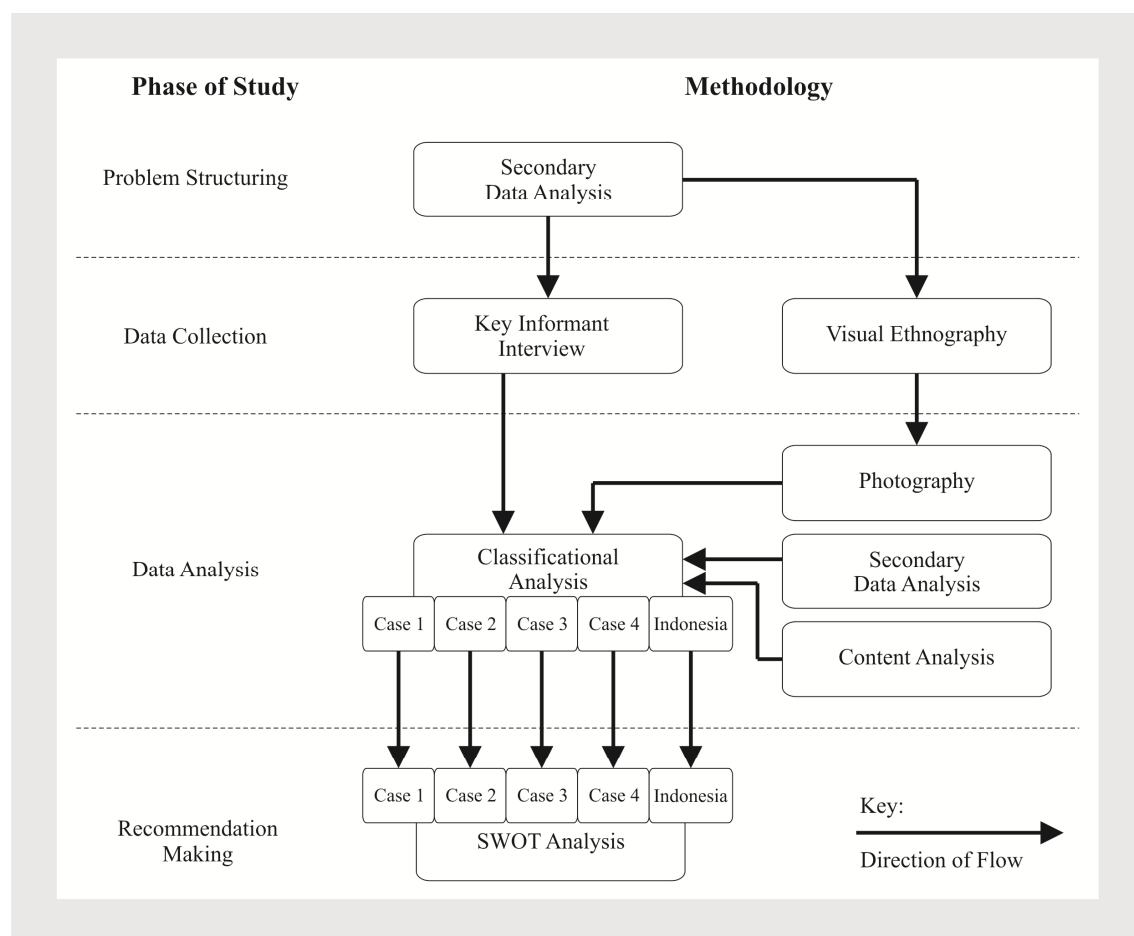 Phase of Study
Methodology
Problem Structuring
Secondary
Data Analysis
Data Collection
Key Informant
Interview
Visual Ethnography
Photography
Data Analysis
Classificational
Analysis
Secondary
Data Analysis
Case 1
Case 2
Case 3
Case 4
Indonesia
Content Analysis
Case 1
Case 2
Case 3
Case 4
Indonesia
Recommendation
Making
SWOT Analysis
Key:
Direction of Flow